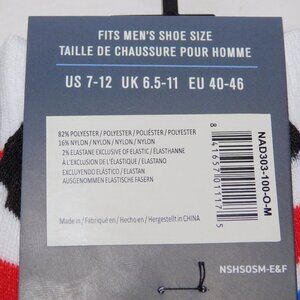 FITS MEN'S SHOE SIZE
TAILLE DE CHAUSSURE POUR HOMME
US 7-12 UK 6.5-11 EU 40-46
82% POLYESTER / POLYESTER / POLIÉSTER / POLYESTER
16% NYLON / NYLON / NYLON / NYLON
2% ELASTANE EXCLUSIVE OF ELASTIC / ÉLASTHANNE
À L'EXCLUSION DE L'ÉLASTIQUE / ELASTANO
EXCLUYENDO ELÁSTICO / ELASTAN
AUSGENOMMEN ELASTISCHE FASERN
Made in / Fabriqué en / Hecho en / Hergestellt in CHINA
NAD303-100-O-M
NSHSOSM-E&F